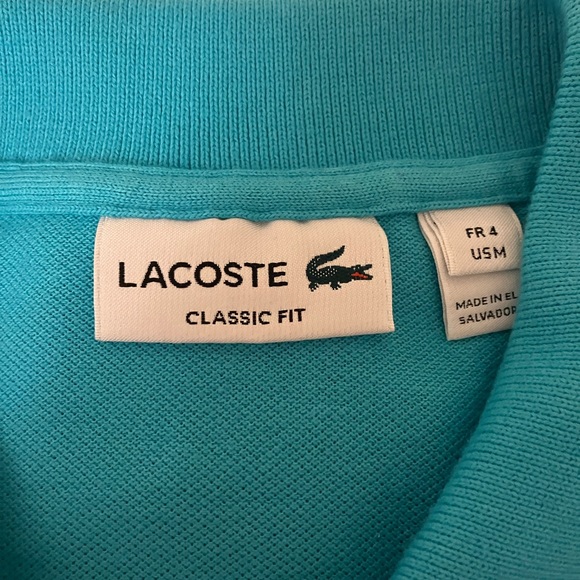 LACOSTE
CLASSIC FIT
FR 4
US M
MADE IN EL
SALVADOR